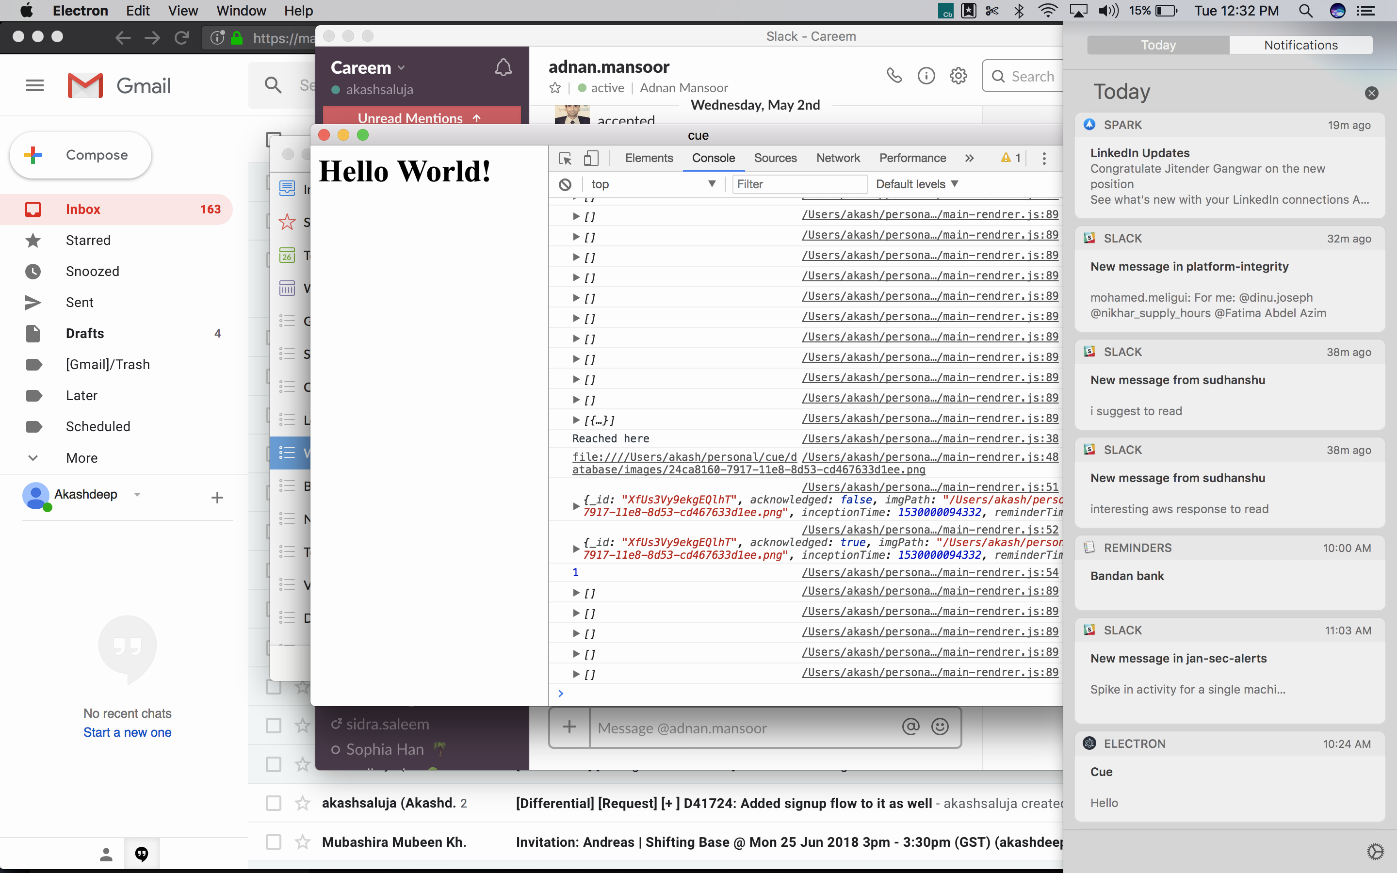 Electron Edit View Window Help
15% Tue 12:32 PM
https://ma
Slack - Careem
Today Notifications
Gmail
Careem
akashsaluja
Unread Mentions ↑
adnan.mansoor
active | Adnan Mansoor
Search
Wednesday, May 2nd
accepted
Today
Compose
Inbox 163
Starred
Snoozed
Sent
Drafts 4
[Gmail]/Trash
Later
Scheduled
More
Akashdeep
No recent chats
Start a new one
26
cue
Hello World!
Elements Console Sources Network Performance » 1
top Filter Default levels
[] /Users/akash/persona…/main-rendrer.js:89
[] /Users/akash/persona…/main-rendrer.js:89
[] /Users/akash/persona…/main-rendrer.js:89
[] /Users/akash/persona…/main-rendrer.js:89
[] /Users/akash/persona…/main-rendrer.js:89
[] /Users/akash/persona…/main-rendrer.js:89
[] /Users/akash/persona…/main-rendrer.js:89
[] /Users/akash/persona…/main-rendrer.js:89
[] /Users/akash/persona…/main-rendrer.js:89
[] /Users/akash/persona…/main-rendrer.js:89
[{…}] /Users/akash/persona…/main-rendrer.js:89
Reached here /Users/akash/persona…/main-rendrer.js:38
file:////Users/akash/personal/cue/d /Users/akash/persona…/main-rendrer.js:48
atabase/images/24ca8160-7917-11e8-8d53-cd467633d1ee.png
/Users/akash/persona…/main-rendrer.js:51
{_id: "XfUs3Vy9ekgEQlhT", acknowledged: false, imgPath: "/Users/akash/perso
7917-11e8-8d53-cd467633d1ee.png", inceptionTime: 1530000094332, reminderTim
/Users/akash/persona…/main-rendrer.js:52
{_id: "XfUs3Vy9ekgEQlhT", acknowledged: true, imgPath: "/Users/akash/person
7917-11e8-8d53-cd467633d1ee.png", inceptionTime: 1530000094332, reminderTim
1 /Users/akash/persona…/main-rendrer.js:54
[] /Users/akash/persona…/main-rendrer.js:89
[] /Users/akash/persona…/main-rendrer.js:89
[] /Users/akash/persona…/main-rendrer.js:89
[] /Users/akash/persona…/main-rendrer.js:89
[] /Users/akash/persona…/main-rendrer.js:89
>
sidra.saleem
Sophia Han
Message @adnan.mansoor
akashsaluja (Akashd. 2 [Differential] [Request] [+ ] D41724: Added signup flow to it as well - akashsaluja created
Mubashira Mubeen Kh. Invitation: Andreas | Shifting Base @ Mon 25 Jun 2018 3pm - 3:30pm (GST) (akashdeep
SPARK 19m ago
LinkedIn Updates
Congratulate Jitender Gangwar on the new
position
See what's new with your LinkedIn connections A...
SLACK 32m ago
New message in platform-integrity
mohamed.meligui: For me: @dinu.joseph
@nikhar_supply_hours @Fatima Abdel Azim
SLACK 38m ago
New message from sudhanshu
i suggest to read
SLACK 38m ago
New message from sudhanshu
interesting aws response to read
REMINDERS 10:00 AM
Bandan bank
SLACK 11:03 AM
New message in jan-sec-alerts
Spike in activity for a single machi...
ELECTRON 10:24 AM
Cue
Hello